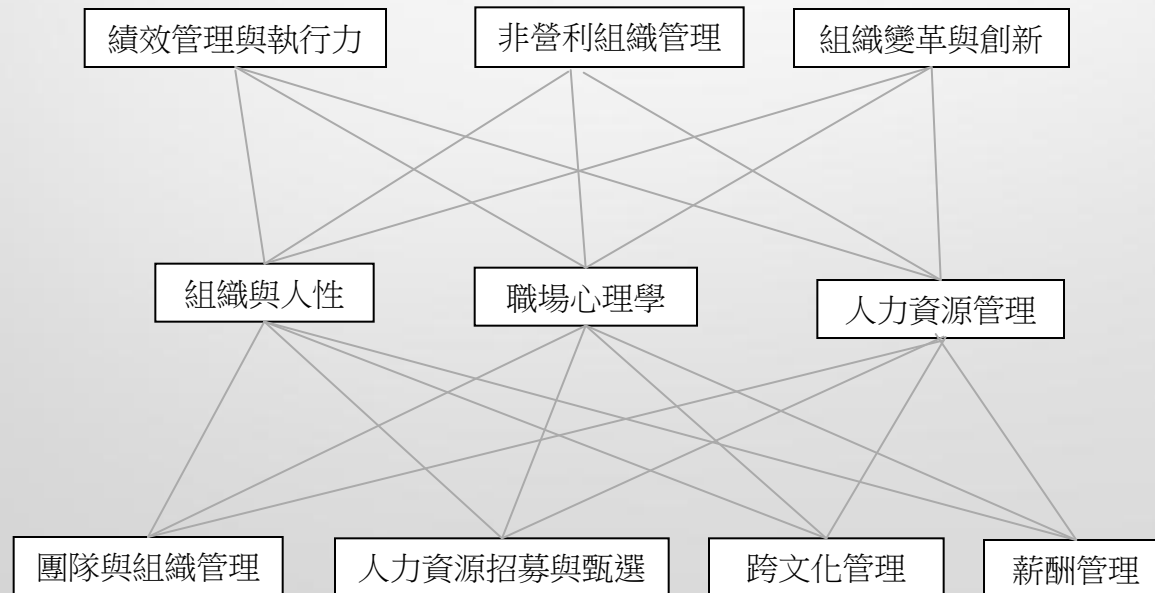 績效管理與執行力
非營利組織管理
組織變革與創新
組織與人性
職場心理學
人力資源管理
團隊與組織管理
人力資源招募與甄選
跨文化管理
薪酬管理